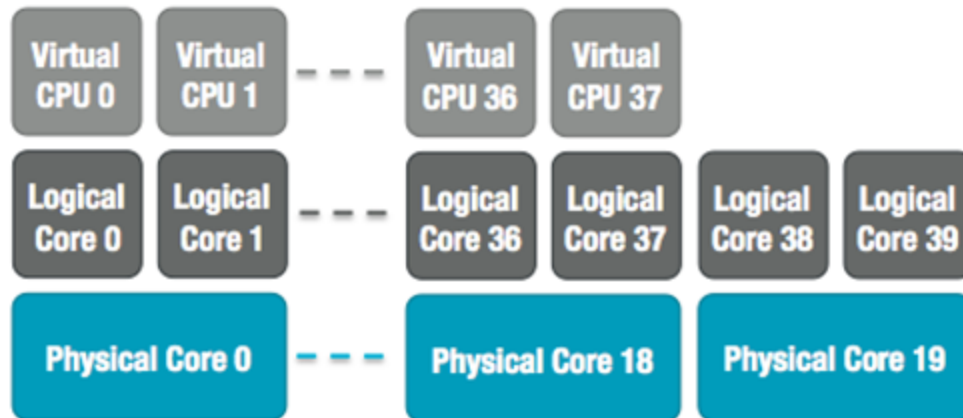 Virtual
CPU 0
Virtual
CPU 1
Virtual
CPU 36
Virtual
CPU 37
Logical
Core 0
Logical
Core 1
Logical
Core 36
Logical
Core 37
Logical
Core 38
Logical
Core 39
Physical Core 0
Physical Core 18
Physical Core 19